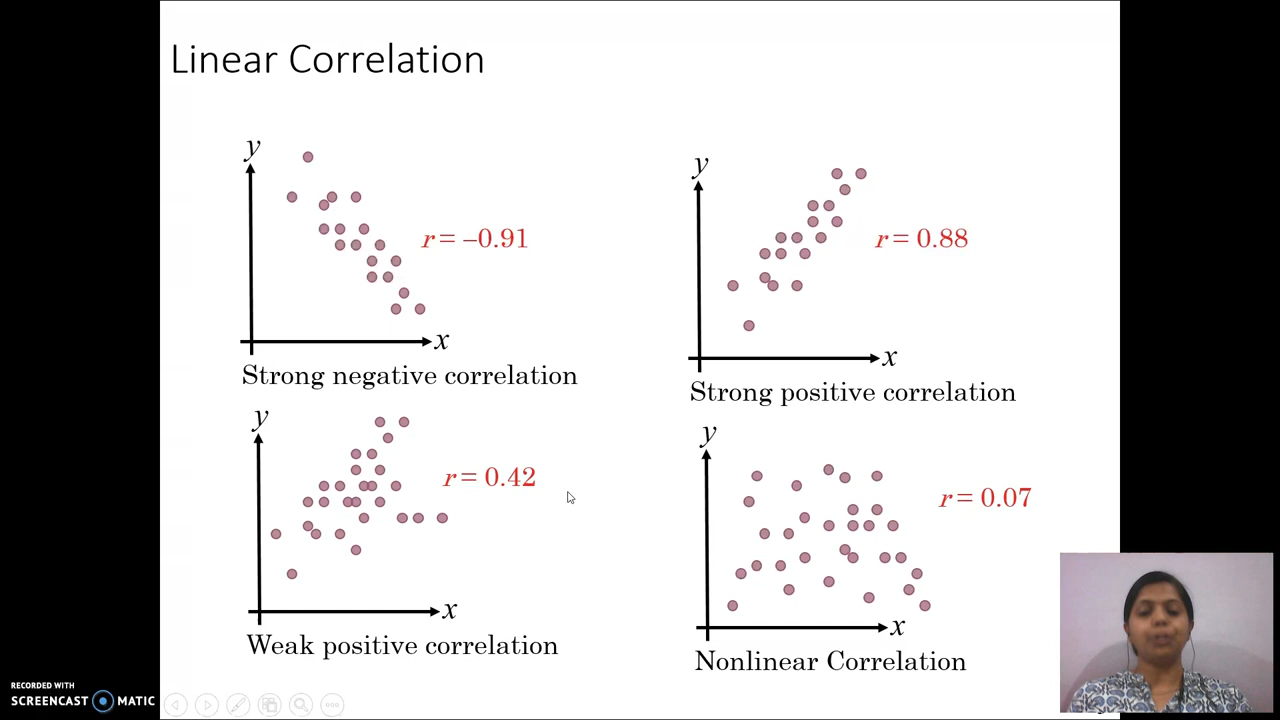 Linear Correlation
y
r = –0.91
x
Strong negative correlation
y
r = 0.88
x
Strong positive correlation
y
r = 0.42
x
Weak positive correlation
y
r = 0.07
x
Nonlinear Correlation
RECORDED WITH
SCREENCAST MATIC